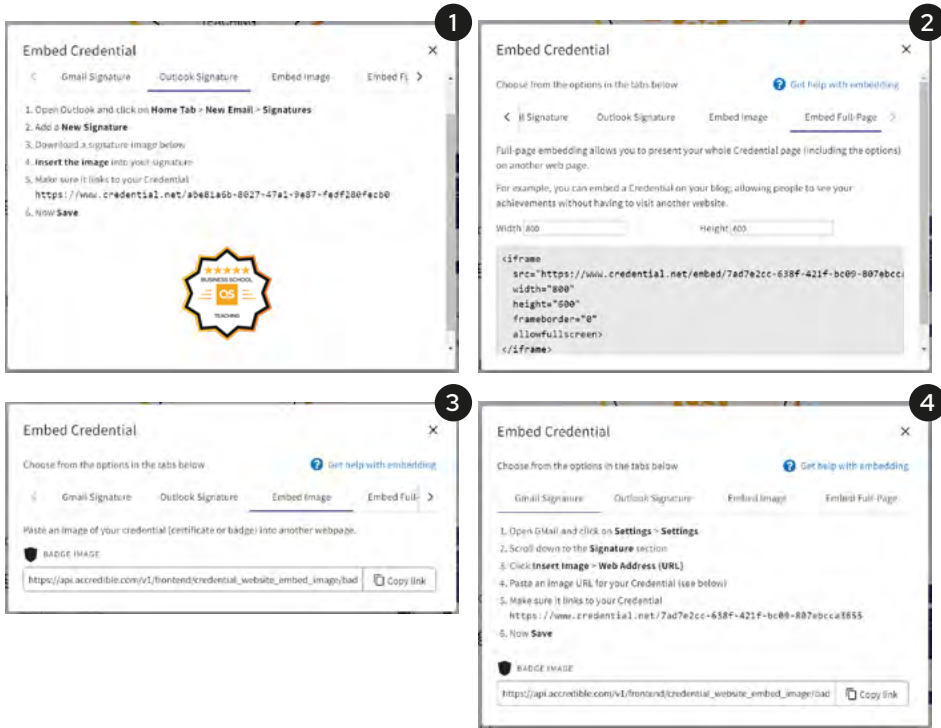 TEACHING
1
Embed Credential
Gmail Signature Outlook Signature Embed Image Embed Fu
1. Open Outlook and click on Home Tab > New Email > Signatures
2. Add a New Signature
3. Download a signature image below
4. Insert the image into your signature
5. Make sure it links to your Credential
https://www.credential.net/abe81a6b-8027-47a1-9e87-fedf280fecb0
6. Now Save
BUSINESS SCHOOL
QS
TEACHING
2
Embed Credential
Choose from the options in the tabs below
? Get help with embedding
il Signature Outlook Signature Embed Image Embed Full-Page
Full-page embedding allows you to present your whole Credential page (including the options)
on another web page.
For example, you can embed a Credential on your blog, allowing people to see your
achievements without having to visit another website.
Width 800 Height 600
<iframe
src="https://www.credential.net/embed/7ad7e2cc-638f-421f-bc09-807ebcca
width="800"
height="600"
frameborder="0"
allowfullscreen>
</iframe>
3
Embed Credential
Choose from the options in the tabs below
? Get help with embedding
Gmail Signature Outlook Signature Embed Image Embed Full-
Paste an image of your credential (certificate or badge) into another webpage.
BADGE IMAGE
https://api.accredible.com/v1/frontend/credential_website_embed_image/bad Copy link
4
Embed Credential
Choose from the options in the tabs below
? Get help with embedding
Gmail Signature Outlook Signature Embed Image Embed Full-Page
1. Open GMail and click on Settings > Settings
2. Scroll down to the Signature section
3. Click Insert Image > Web Address (URL)
4. Paste an image URL for your Credential (see below)
5. Make sure it links to your Credential
https://www.credential.net/7ad7e2cc-638f-421f-bc09-807ebcca3655
6. Now Save
BADGE IMAGE
https://api.accredible.com/v1/frontend/credential_website_embed_image/bad Copy link